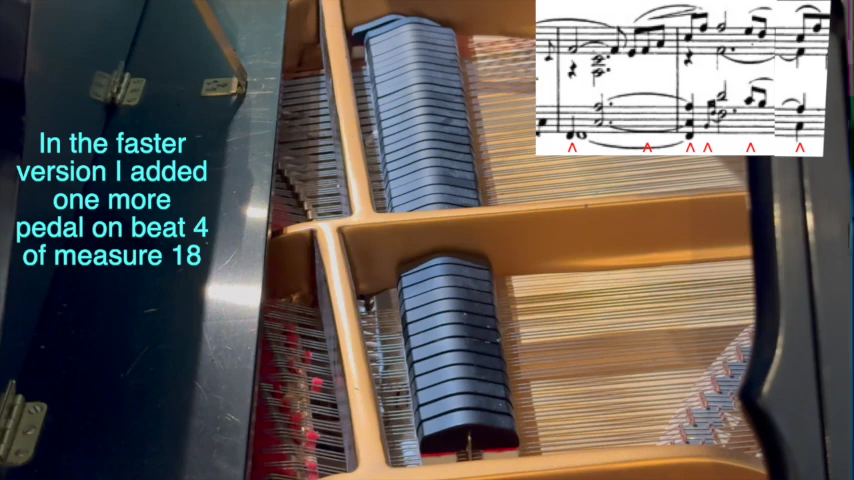 In the faster
version I added
one more
pedal on beat 4
of measure 18